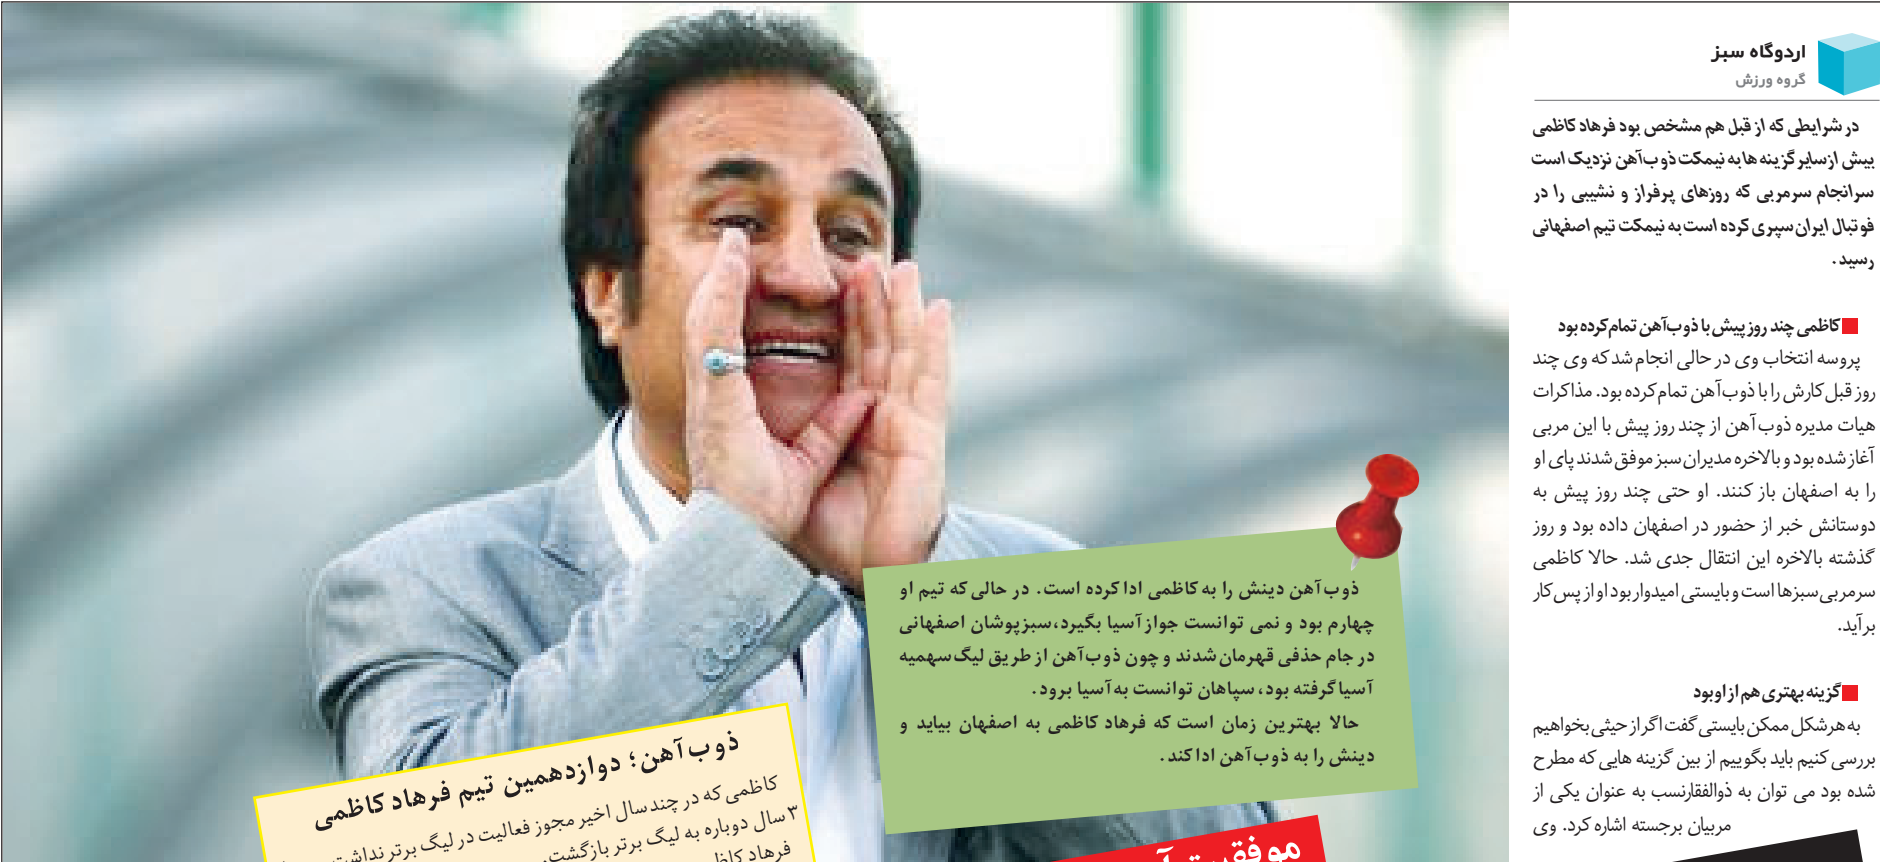 اردوگاه سبز
گروه ورزش
در شرایطی که از قبل هم مشخص بود فرهاد کاظمی
بیش از سایر گزینه ها به نیمکت ذوب‌آهن نزدیک است
سرانجام سرمربی که روزهای پرفراز و نشیبی را در
فوتبال ایران سپری کرده است به نیمکت تیم اصفهانی
رسید.
کاظمی چند روز پیش با ذوب‌آهن تمام کرده بود
پروسه انتخاب وی در حالی انجام شد که وی چند
روز قبل کارش را با ذوب‌آهن تمام کرده بود. مذاکرات
هیات مدیره ذوب آهن از چند روز پیش با این مربی
آغاز شده بود و بالاخره مدیران سبز موفق شدند پای او
را به اصفهان باز کنند. او حتی چند روز پیش به
دوستانش خبر از حضور در اصفهان داده بود و روز
گذشته بالاخره این انتقال جدی شد. حالا کاظمی
سرمربی سبزها است و بایستی امیدوار بود او از پس کار
برآید.
گزینه بهتری هم از او بود
به هر شکل ممکن بایستی گفت اگر از حیثی بخواهیم
بررسی کنیم باید بگوییم از بین گزینه هایی که مطرح
شده بود می توان به ذوالفقارنسب به عنوان یکی از
مربیان برجسته اشاره کرد. وی
ذوب آهن دینش را به کاظمی ادا کرده است. در حالی که تیم او
چهارم بود و نمی توانست جواز آسیا بگیرد، سبزپوشان اصفهانی
در جام حذفی قهرمان شدند و چون ذوب‌آهن از طریق لیگ سهمیه
آسیا گرفته بود، سپاهان توانست به آسیا برود.
حالا بهترین زمان است که فرهاد کاظمی به اصفهان بیاید و
دینش را به ذوب‌آهن ادا کند.
ذوب آهن؛ دوازدهمین تیم فرهاد کاظمی
کاظمی که در چند سال اخیر مجوز فعالیت در لیگ برتر نداشت
۳ سال دوباره به لیگ برتر بازگشت.
فرهاد